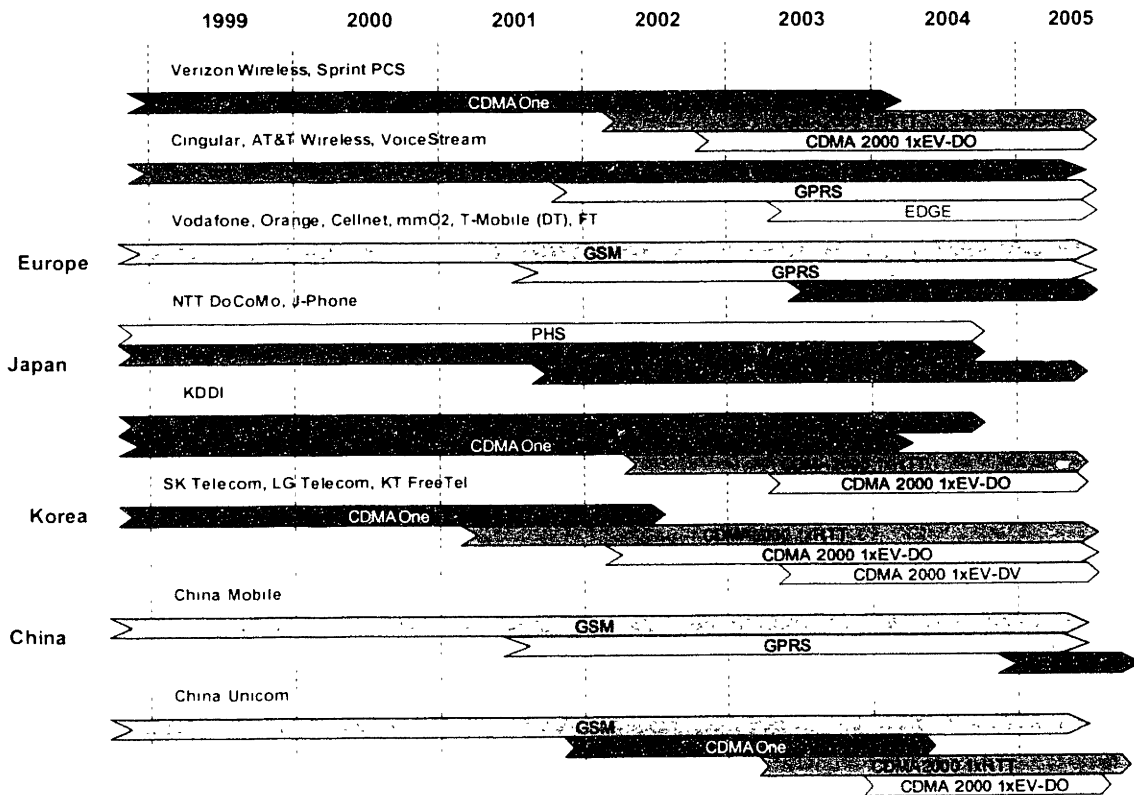 1999 2000 2001 2002 2003 2004 2005
Verizon Wireless, Sprint PCS
CDMA One
CDMA 2000 1xEV-DO
Cingular, AT&T Wireless, VoiceStream
GPRS
EDGE
Vodafone, Orange, Cellnet, mmO2, T-Mobile (DT), FT
Europe
GSM
GPRS
NTT DoCoMo, J-Phone
PHS
Japan
KDDI
CDMA One
CDMA 2000 1xEV-DO
SK Telecom, LG Telecom, KT FreeTel
Korea
CDMA One
CDMA2000 1xRTT
CDMA 2000 1xEV-DO
CDMA 2000 1xEV-DV
China Mobile
China
GSM
GPRS
China Unicom
GSM
CDMA One
CDMA2000 1xRTT
CDMA 2000 1xEV-DO